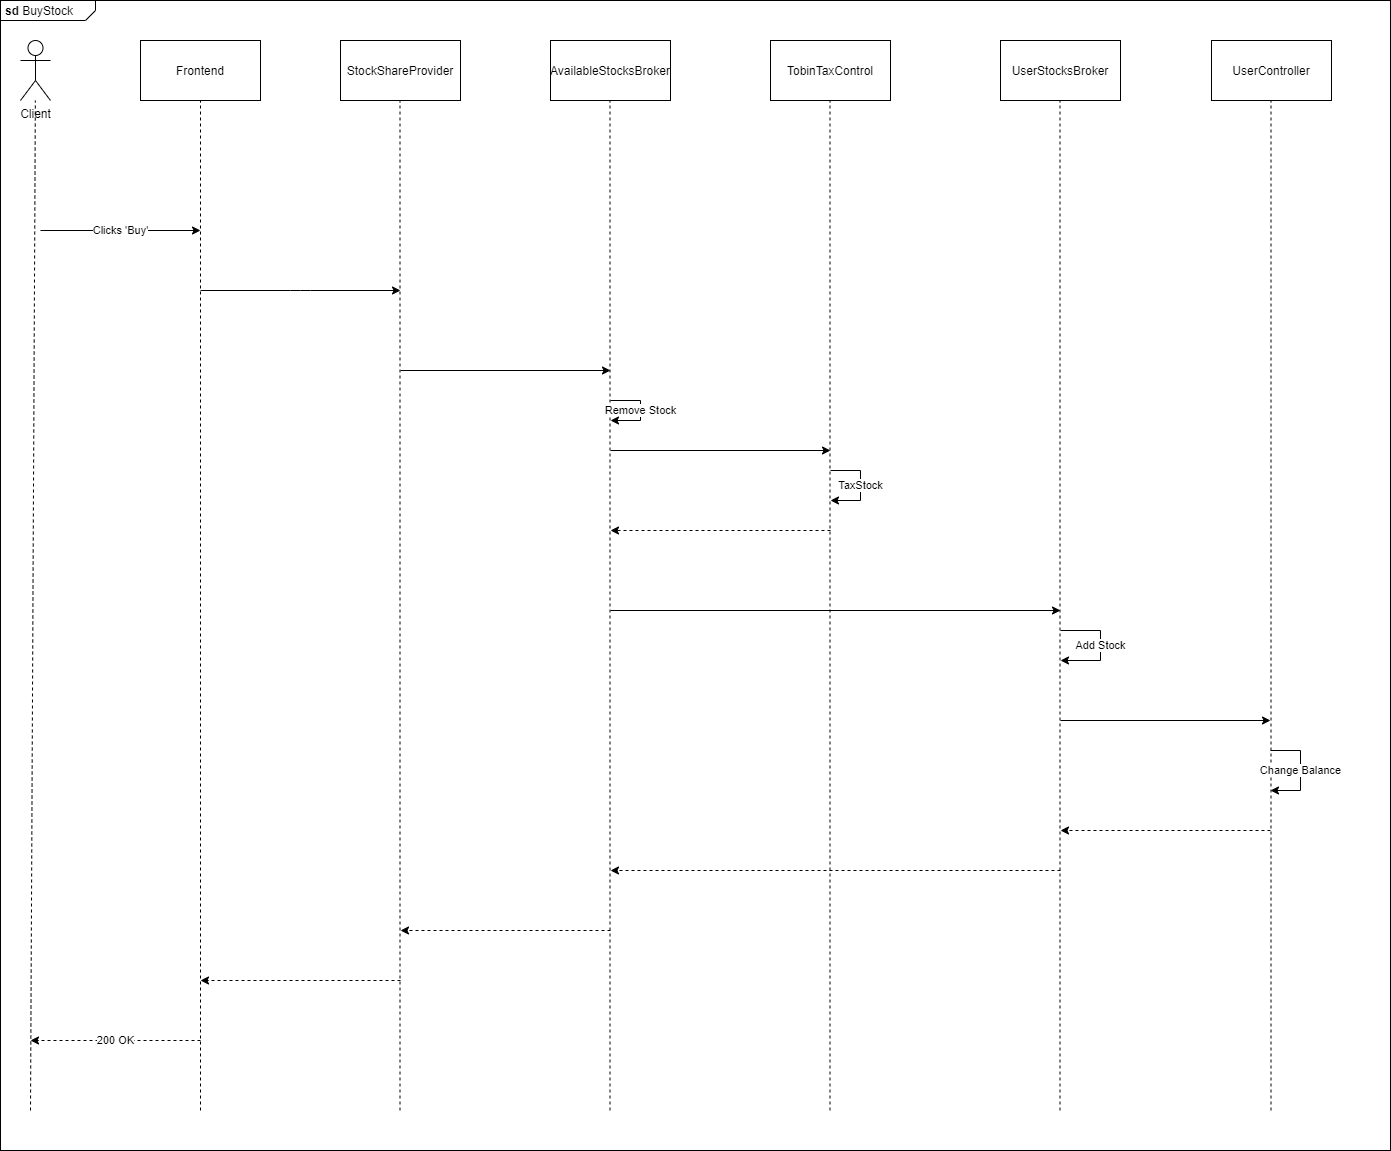 sd BuyStock
Client
Frontend
StockShareProvider
AvailableStocksBroker
TobinTaxControl
UserStocksBroker
UserController
Clicks 'Buy'
Remove Stock
TaxStock
Add Stock
Change Balance
200 OK